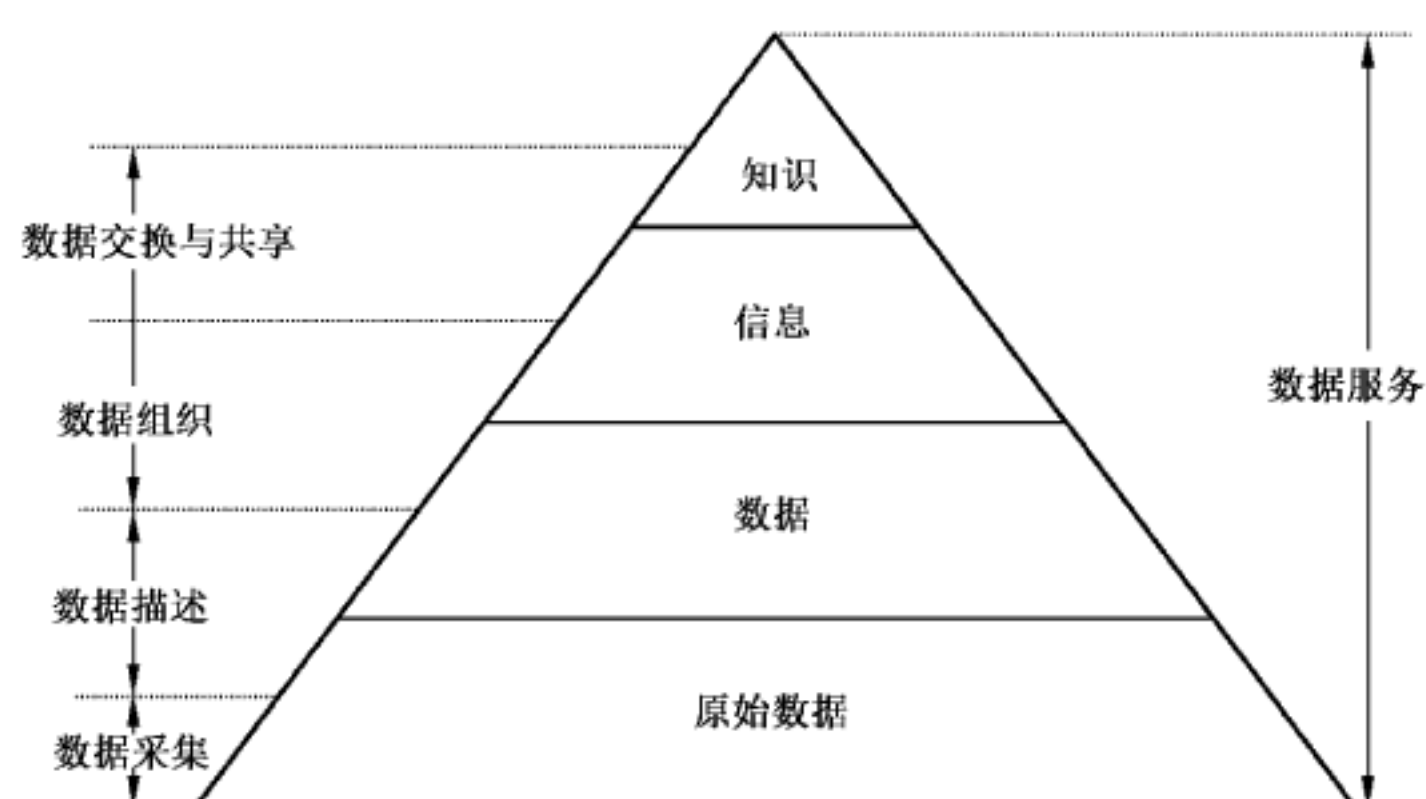 知识
数据交换与共享
信息
数据服务
数据组织
数据
数据描述
原始数据
数据采集